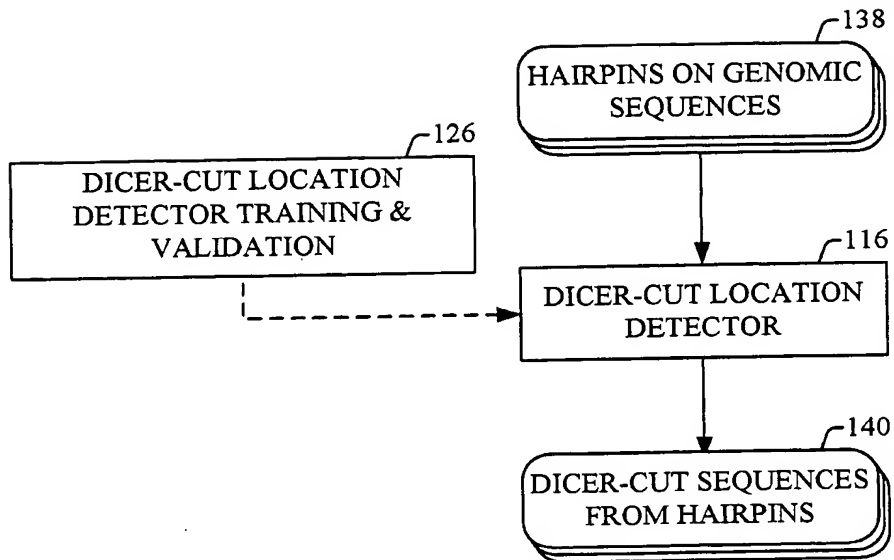 138
HAIRPINS ON GENOMIC
SEQUENCES
126
DICER-CUT LOCATION
DETECTOR TRAINING &
VALIDATION
116
DICER-CUT LOCATION
DETECTOR
140
DICER-CUT SEQUENCES
FROM HAIRPINS